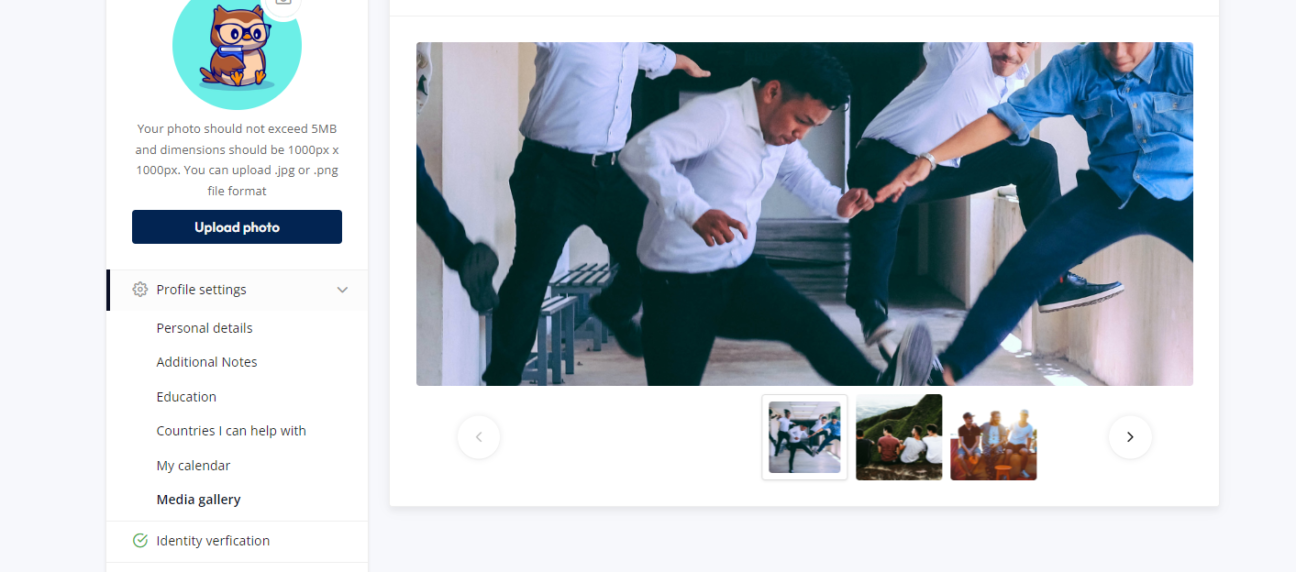 Your photo should not exceed 5MB
and dimensions should be 1000px x
1000px. You can upload .jpg or .png
file format
Upload photo
Profile settings
Personal details
Additional Notes
Education
Countries I can help with
My calendar
Media gallery
Identity verfication